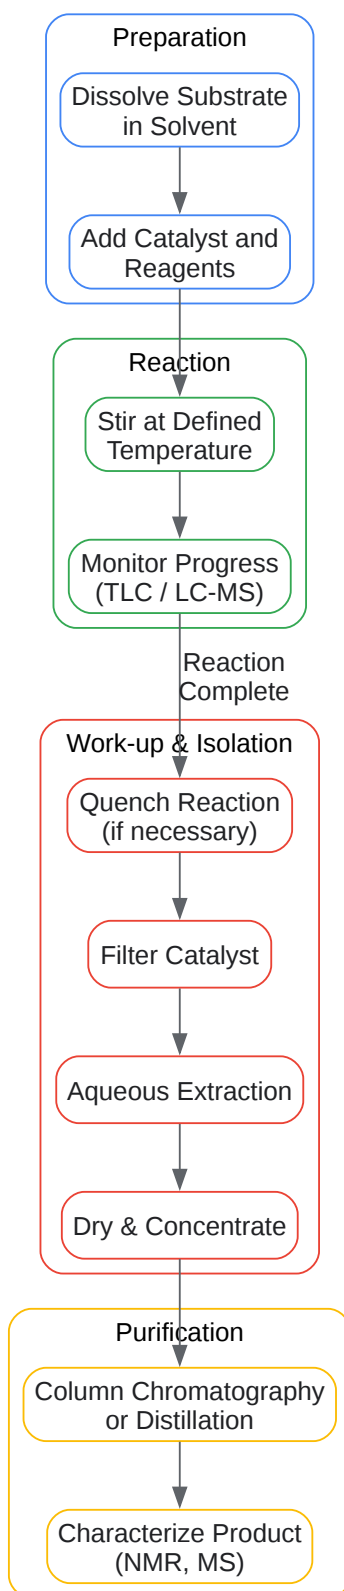 Preparation
Dissolve Substrate
in Solvent
Add Catalyst and
Reagents
Reaction
Stir at Defined
Temperature
Monitor Progress
(TLC / LC-MS)
Reaction
Complete
Work-up & Isolation
Quench Reaction
(if necessary)
Filter Catalyst
Aqueous Extraction
Dry & Concentrate
Purification
Column Chromatography
or Distillation
Characterize Product
(NMR, MS)